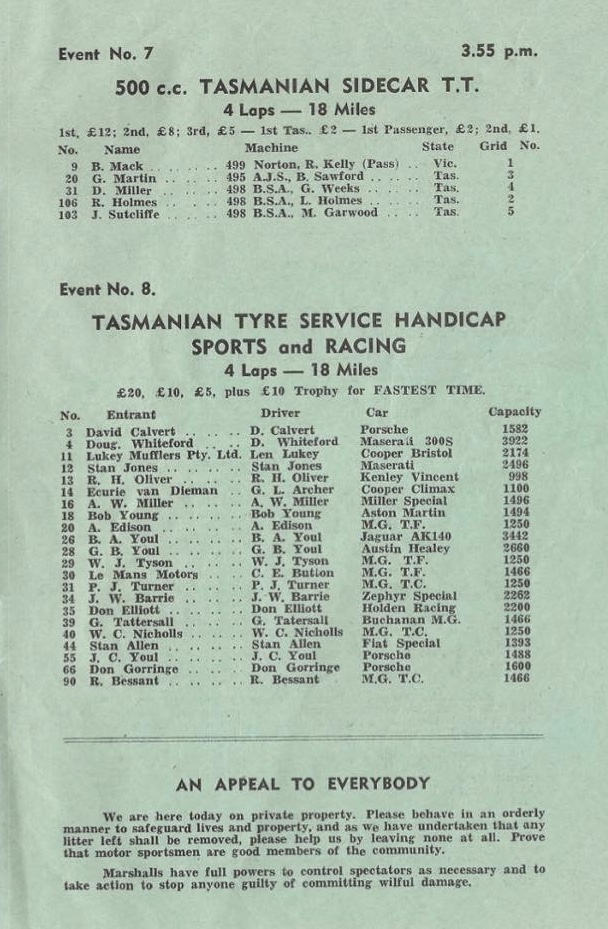 Event No. 7 3.55 p.m.
500 c.c. TASMANIAN SIDECAR T.T.
4 Laps — 18 Miles
1st, £12; 2nd, £8; 3rd, £5 — 1st Tas.. £2 — 1st Passenger, £2; 2nd, £1.
No. Name Machine State Grid No.
9 B. Mack . . . . . . . 499 Norton, R. Kelly (Pass) . . Vic. 1
20 G. Martin . . . . . . 495 A.J.S., B. Sawford . . . . . Tas. 3
31 D. Miller . . . . . . 498 B.S.A., G. Weeks . . . . . . Tas. 4
106 R. Holmes . . . . . . 498 B.S.A., L. Holmes . . . . . Tas. 2
103 J. Sutcliffe . . . . . 498 B.S.A., M. Garwood . . . . Tas. 5
Event No. 8.
TASMANIAN TYRE SERVICE HANDICAP
SPORTS and RACING
4 Laps — 18 Miles
£20, £10, £5, plus £10 Trophy for FASTEST TIME.
No. Entrant Driver Car Capacity
3 David Calvert . . . . . . D. Calvert Porsche 1582
4 Doug. Whiteford . . . . D. Whiteford Maserati 300S 3922
11 Lukey Mufflers Pty. Ltd. Len Lukey Cooper Bristol 2174
12 Stan Jones . . . . . . . Stan Jones Maserati 2496
13 R. H. Oliver . . . . . . R. H. Oliver Kenley Vincent 998
14 Ecurie van Dieman . . G. L. Archer Cooper Climax 1100
16 A. W. Miller . . . . . . A. W. Miller Miller Special 1496
18 Bob Young . . . . . . . Bob Young Aston Martin 1494
20 A. Edison . . . . . . . A. Edison M.G. T.F. 1250
26 B. A. Youl . . . . . . . B. A. Youl Jaguar AK140 3442
28 G. B. Youl . . . . . . . G. B. Youl Austin Healey 2660
29 W. J. Tyson . . . . . . W. J. Tyson M.G. T.F. 1250
30 Le Mans Motors . . . . C. E. Button M.G. T.F. 1466
31 P. J. Turner . . . . . . P. J. Turner M.G. T.C. 1250
34 J. W. Barrie . . . . . . J. W. Barrie Zephyr Special 2262
35 Don Elliott . . . . . . Don Elliott Holden Racing 2200
39 G. Tattersall . . . . . . G. Tatersall Buchanan M.G. 1466
40 W. C. Nicholls . . . . . W. C. Nicholls M.G. T.C. 1250
44 Stan Allen . . . . . . . Stan Allen Fiat Special 1393
55 J. C. Youl . . . . . . . J. C. Youl Porsche 1488
66 Don Gorringe . . . . . Don Gorringe Porsche 1600
90 R. Bessant . . . . . . . R. Bessant M.G. T.C. 1466
AN APPEAL TO EVERYBODY
We are here today on private property. Please behave in an orderly
manner to safeguard lives and property, and as we have undertaken that any
litter left shall be removed, please help us by leaving none at all. Prove
that motor sportsmen are good members of the community.
Marshalls have full powers to control spectators as necessary and to
take action to stop anyone guilty of committing wilful damage.